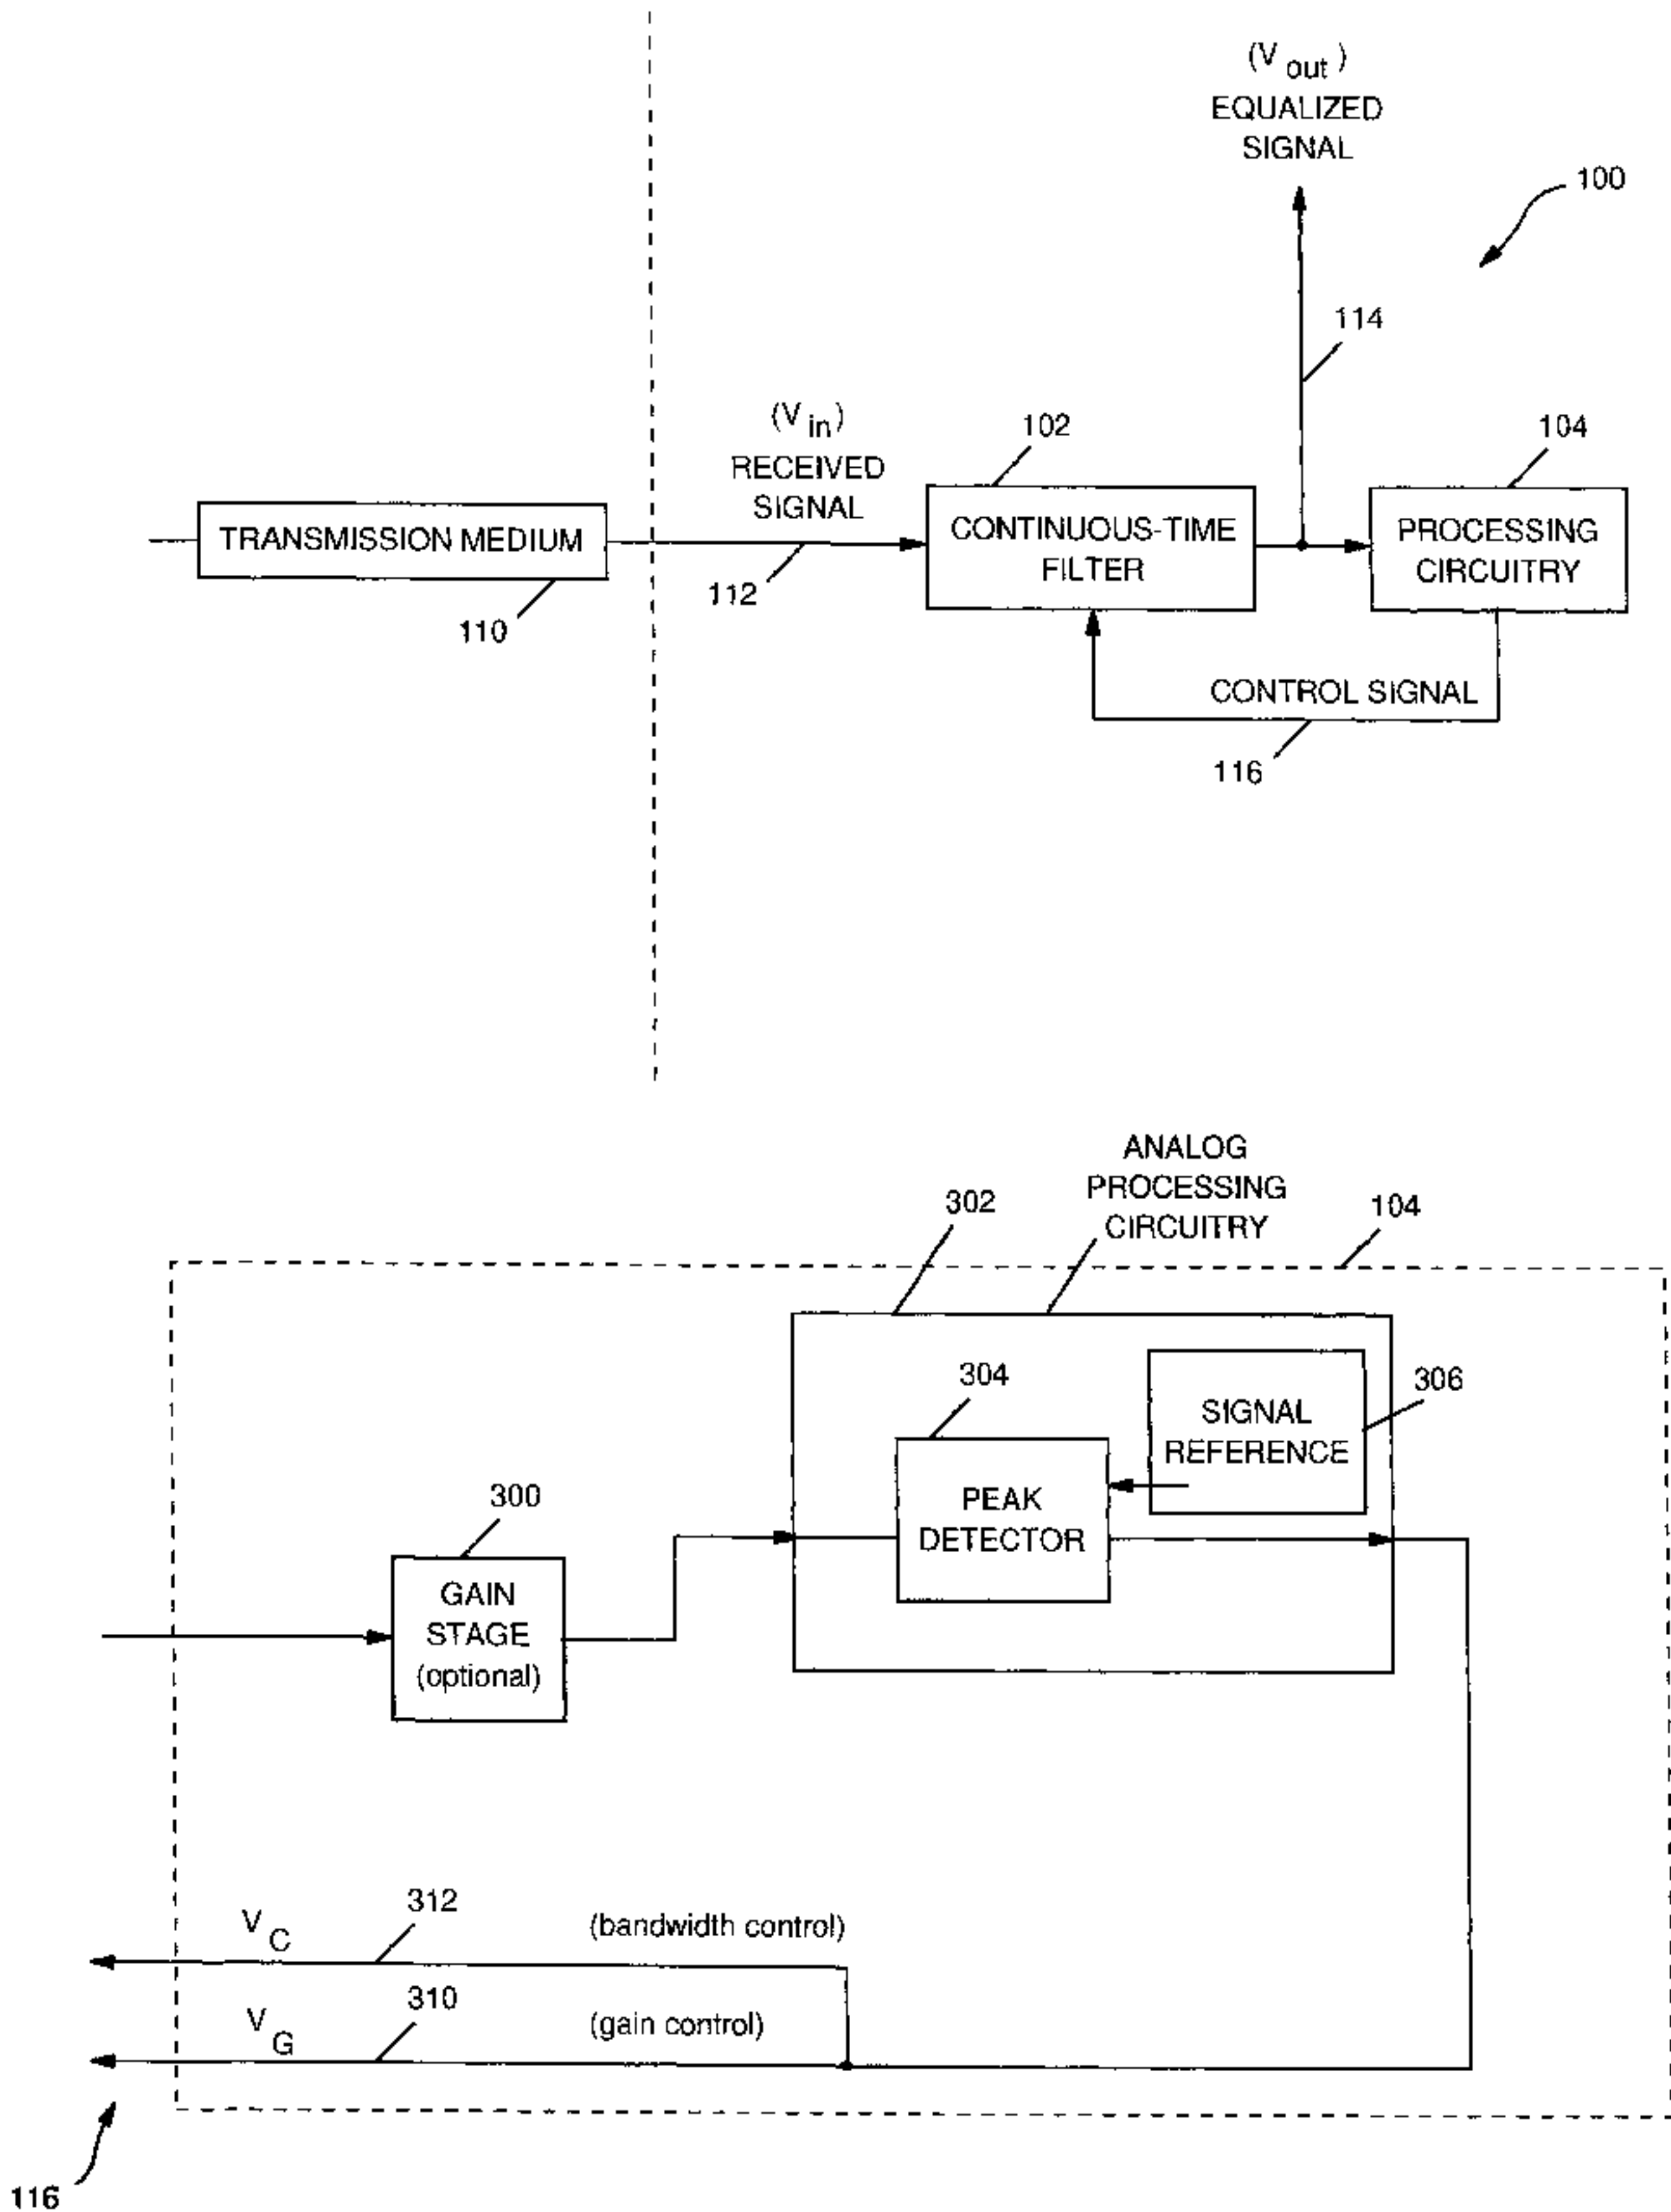 (V out)
EQUALIZED
SIGNAL
100
114
(V in)
RECEIVED
SIGNAL
102
104
TRANSMISSION MEDIUM
CONTINUOUS-TIME
FILTER
PROCESSING
CIRCUITRY
112
110
CONTROL SIGNAL
116
ANALOG
PROCESSING
CIRCUITRY
302
104
304
306
SIGNAL
REFERENCE
PEAK
DETECTOR
300
GAIN
STAGE
(optional)
V C
312
(bandwidth control)
V G
310
(gain control)
116